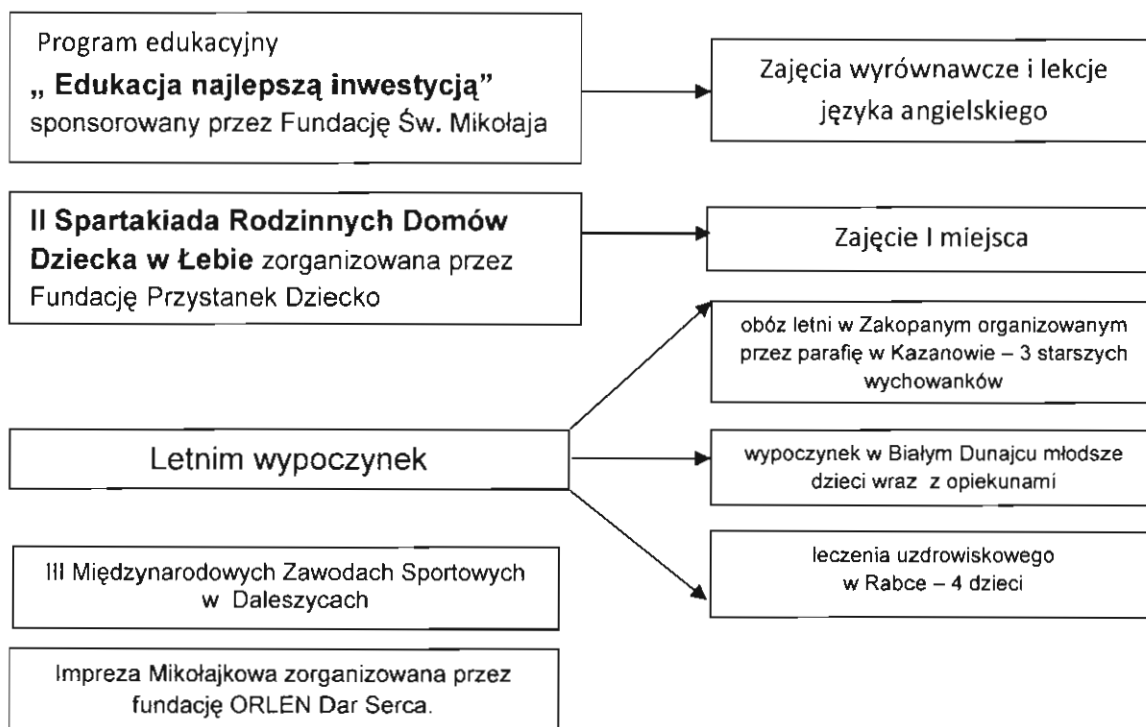 Program edukacyjny
„ Edukacja najlepszą inwestycją”
sponsorowany przez Fundację Św. Mikołaja
Zajęcia wyrównawcze i lekcje
języka angielskiego
II Spartakiada Rodzinnych Domów
Dziecka w Łebie zorganizowana przez
Fundację Przystanek Dziecko
Zajęcie I miejsca
Letnim wypoczynek
obóz letni w Zakopanym organizowanym
przez parafię w Kazanowie – 3 starszych
wychowanków
wypoczynek w Białym Dunajcu młodsze
dzieci wraz z opiekunami
leczenia uzdrowiskowego
w Rabce – 4 dzieci
III Międzynarodowych Zawodach Sportowych
w Daleszycach
Impreza Mikołajkowa zorganizowana przez
fundację ORLEN Dar Serca.